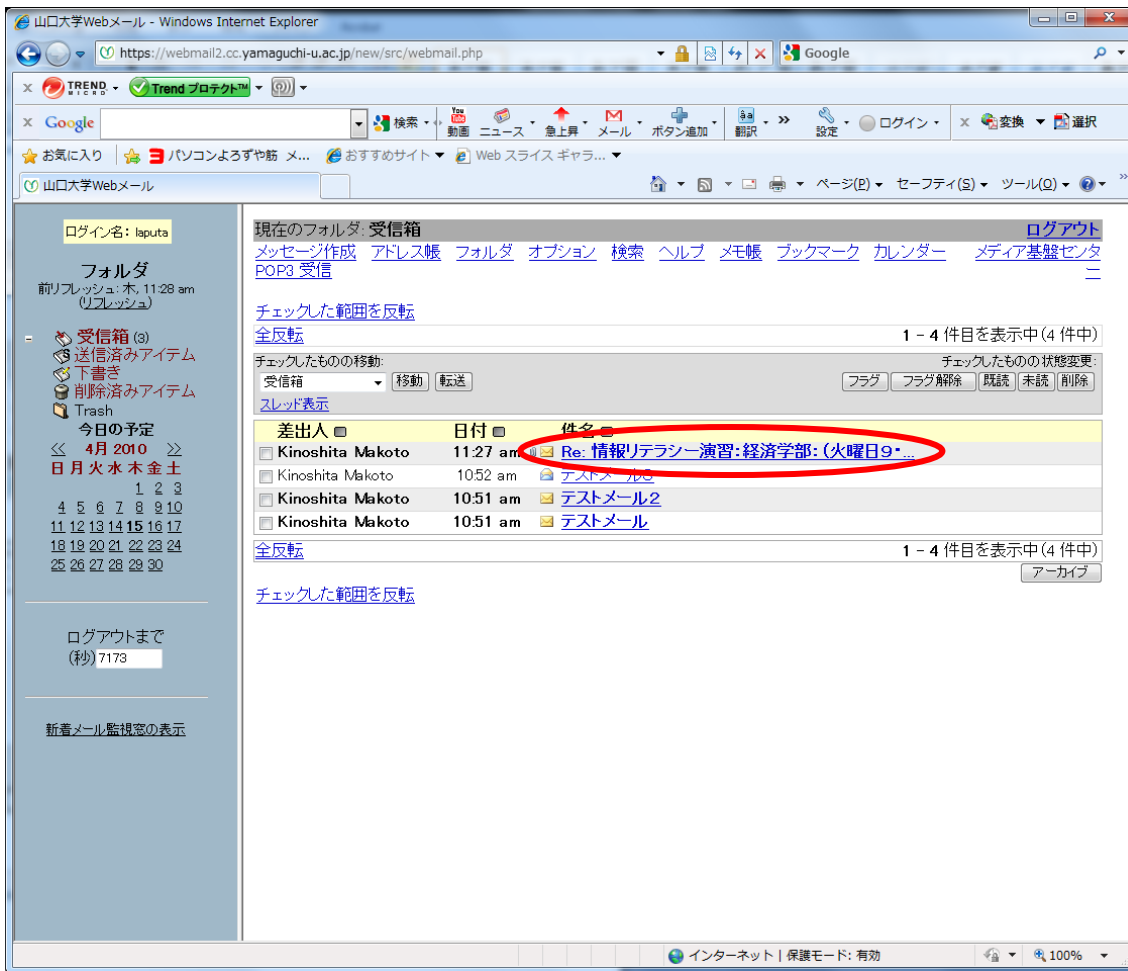 山口大学Webメール - Windows Internet Explorer
https://webmail2.cc.yamaguchi-u.ac.jp/new/src/webmail.php
Google
x TREND MICRO Trend プロテクト™
x Google 検索 You Tube 動画 ニュース 急上昇 メール ボタン追加 翻訳 » 設定 ログイン x 変換 選択
お気に入り パソコンよろずや筋 メ... おすすめサイト Web スライス ギャラ...
山口大学Webメール ページ(P) セーフティ(S) ツール(O) »
ログイン名: laputa
フォルダ
前リフレッシュ: 木, 11:28 am
(リフレッシュ)
受信箱 (3)
送信済みアイテム
下書き
削除済みアイテム
Trash
今日の予定
<< 4月 2010 >>
日 月 火 水 木 金 土
1 2 3
4 5 6 7 8 9 10
11 12 13 14 15 16 17
18 19 20 21 22 23 24
25 26 27 28 29 30
ログアウトまで
(秒) 7173
新着メール監視窓の表示
現在のフォルダ: 受信箱 ログアウト
メッセージ作成 アドレス帳 フォルダ オプション 検索 ヘルプ メモ帳 ブックマーク カレンダー メディア基盤センタ
POP3 受信 ー
チェックした範囲を反転
全反転 1 - 4 件目を表示中 (4 件中)
チェックしたものの移動: チェックしたものの状態変更:
受信箱 移動 転送 フラグ フラグ解除 既読 未読 削除
スレッド表示
差出人 日付 件名
Kinoshita Makoto 11:27 am Re: 情報リテラシー演習:経済学部:(火曜日9・...
Kinoshita Makoto 10:52 am テストメール3
Kinoshita Makoto 10:51 am テストメール2
Kinoshita Makoto 10:51 am テストメール
全反転 1 - 4 件目を表示中 (4 件中)
アーカイブ
チェックした範囲を反転
インターネット | 保護モード: 有効 100%